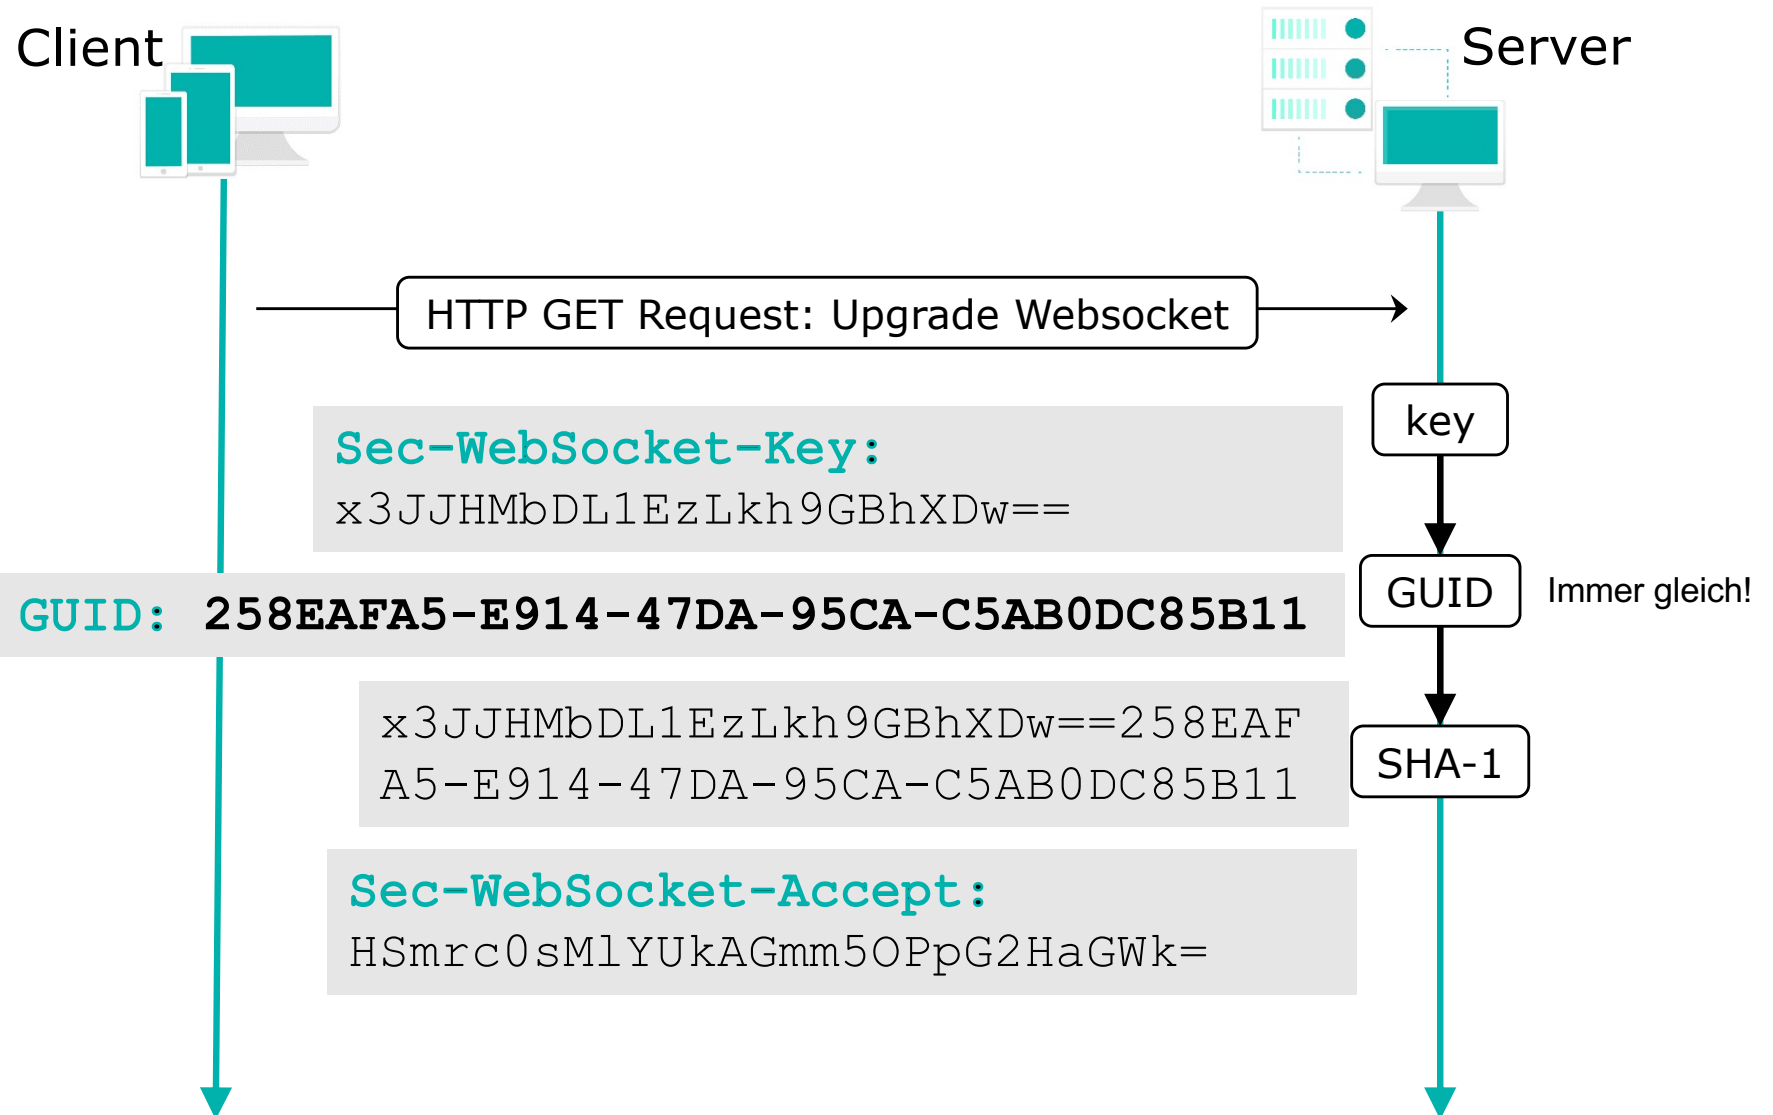 Client
Server
HTTP GET Request: Upgrade Websocket
key
Sec-WebSocket-Key:
x3JJHMbDL1EzLkh9GBhXDw==
GUID: 258EAFA5-E914-47DA-95CA-C5AB0DC85B11
GUID
Immer gleich!
x3JJHMbDL1EzLkh9GBhXDw==258EAF
A5-E914-47DA-95CA-C5AB0DC85B11
SHA-1
Sec-WebSocket-Accept:
HSmrc0sMlYUkAGmm5OPpG2HaGWk=